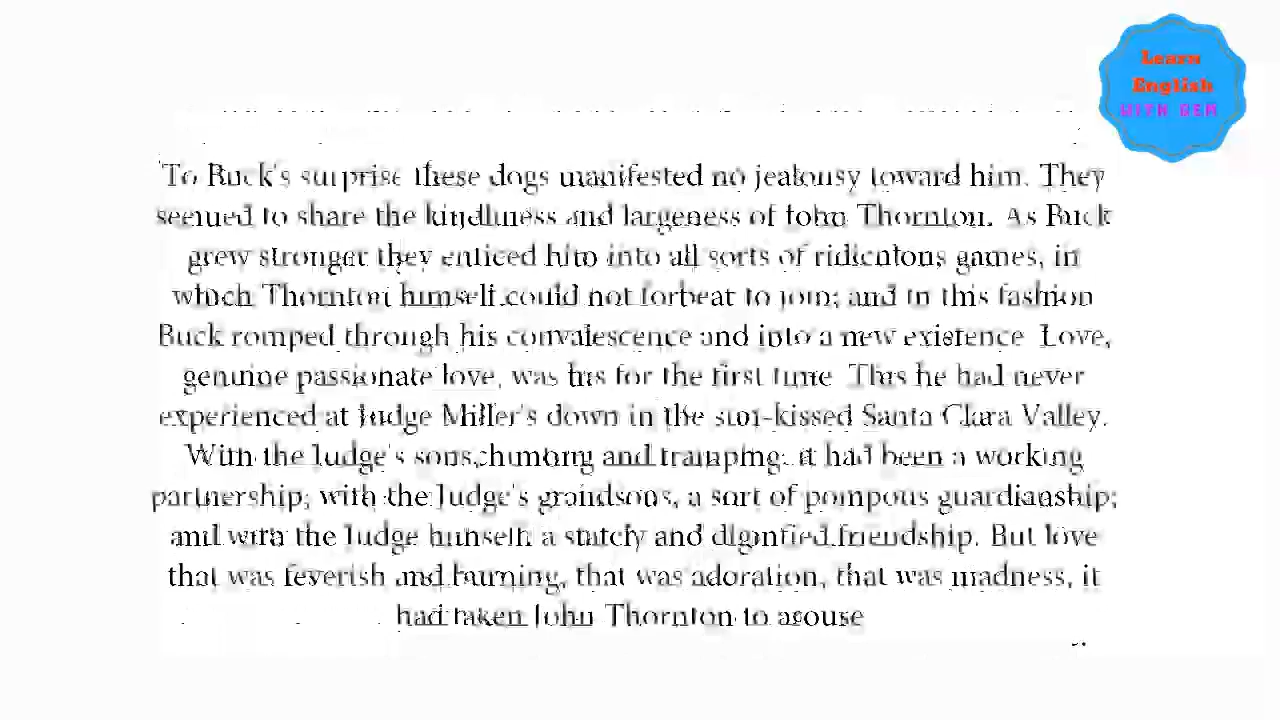 Learn
English
WITH BEN
To Buck's surprise these dogs manifested no jealousy toward him. They
seemed to share the kindliness and largeness of John Thornton. As Buck
grew stronger they enticed him into all sorts of ridiculous games, in
which Thornton himself could not forbear to join; and in this fashion
Buck romped through his convalescence and into a new existence. Love,
genuine passionate love, was his for the first time. This he had never
experienced at Judge Miller's down in the sun-kissed Santa Clara Valley.
With the Judge's sons, hunting and tramping, it had been a working
partnership; with the Judge's grandsons, a sort of pompous guardianship;
and with the Judge himself, a stately and dignified friendship. But love
that was feverish and burning, that was adoration, that was madness, it
had taken John Thornton to arouse